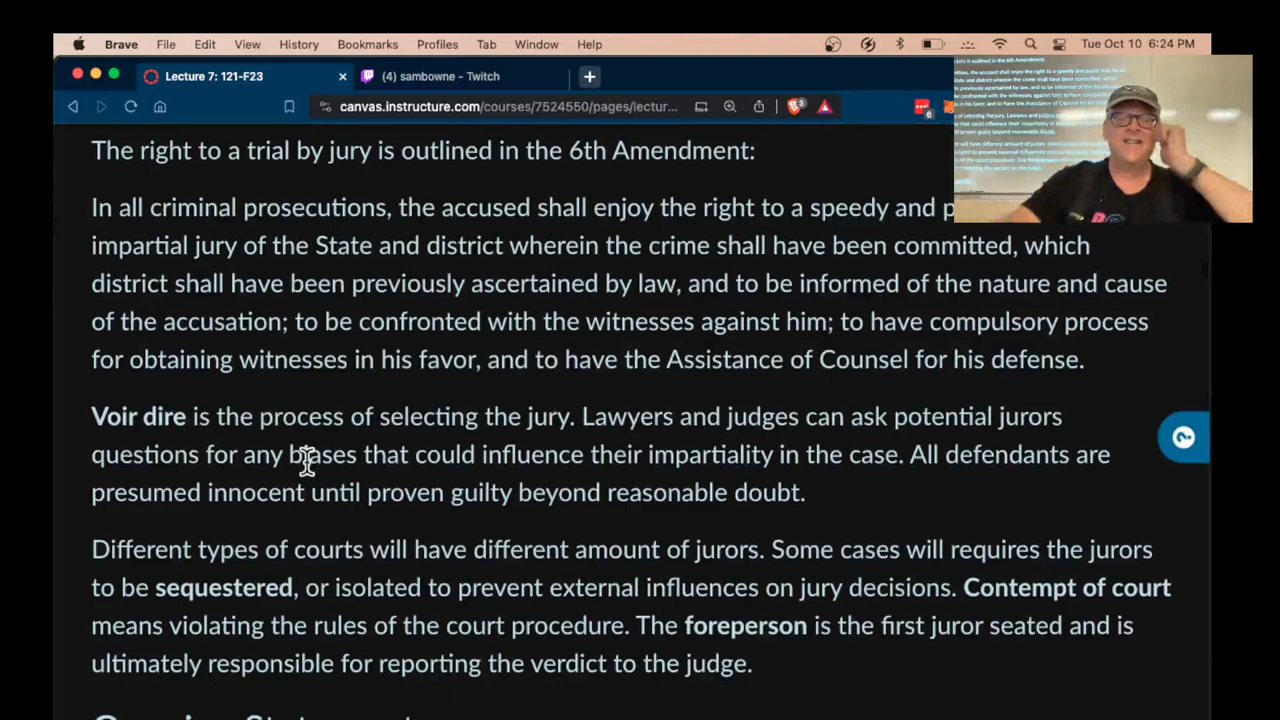 Brave File Edit View History Bookmarks Profiles Tab Window Help Tue Oct 10 6:24 PM
Lecture 7: 121-F23 (4) sambowne - Twitch
canvas.instructure.com/courses/7524550/pages/lectur...
The right to a trial by jury is outlined in the 6th Amendment:
In all criminal prosecutions, the accused shall enjoy the right to a speedy and
impartial jury of the State and district wherein the crime shall have been committed, which
district shall have been previously ascertained by law, and to be informed of the nature and cause
of the accusation; to be confronted with the witnesses against him; to have compulsory process
for obtaining witnesses in his favor, and to have the Assistance of Counsel for his defense.
Voir dire is the process of selecting the jury. Lawyers and judges can ask potential jurors
questions for any biases that could influence their impartiality in the case. All defendants are
presumed innocent until proven guilty beyond reasonable doubt.
Different types of courts will have different amount of jurors. Some cases will requires the jurors
to be sequestered, or isolated to prevent external influences on jury decisions. Contempt of court
means violating the rules of the court procedure. The foreperson is the first juror seated and is
ultimately responsible for reporting the verdict to the judge.